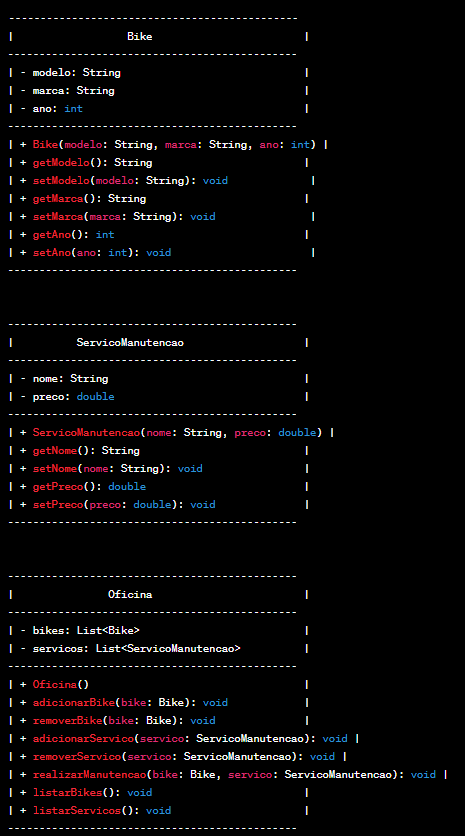 ----------------------------------------------
|                  Bike                        |
----------------------------------------------
| - modelo: String                             |
| - marca: String                              |
| - ano: int                                   |
----------------------------------------------
| + Bike(modelo: String, marca: String, ano: int) |
| + getModelo(): String                        |
| + setModelo(modelo: String): void             |
| + getMarca(): String                         |
| + setMarca(marca: String): void               |
| + getAno(): int                              |
| + setAno(ano: int): void                      |
----------------------------------------------
----------------------------------------------
|          ServicoManutencao                   |
----------------------------------------------
| - nome: String                               |
| - preco: double                              |
----------------------------------------------
| + ServicoManutencao(nome: String, preco: double) |
| + getNome(): String                          |
| + setNome(nome: String): void                |
| + getPreco(): double                         |
| + setPreco(preco: double): void              |
----------------------------------------------
----------------------------------------------
|               Oficina                        |
----------------------------------------------
| - bikes: List<Bike>                          |
| - servicos: List<ServicoManutencao>          |
----------------------------------------------
| + Oficina()                                  |
| + adicionarBike(bike: Bike): void            |
| + removerBike(bike: Bike): void              |
| + adicionarServico(servico: ServicoManutencao): void |
| + removerServico(servico: ServicoManutencao): void |
| + realizarManutencao(bike: Bike, servico: ServicoManutencao): void |
| + listarBikes(): void                        |
| + listarServicos(): void                     |
----------------------------------------------